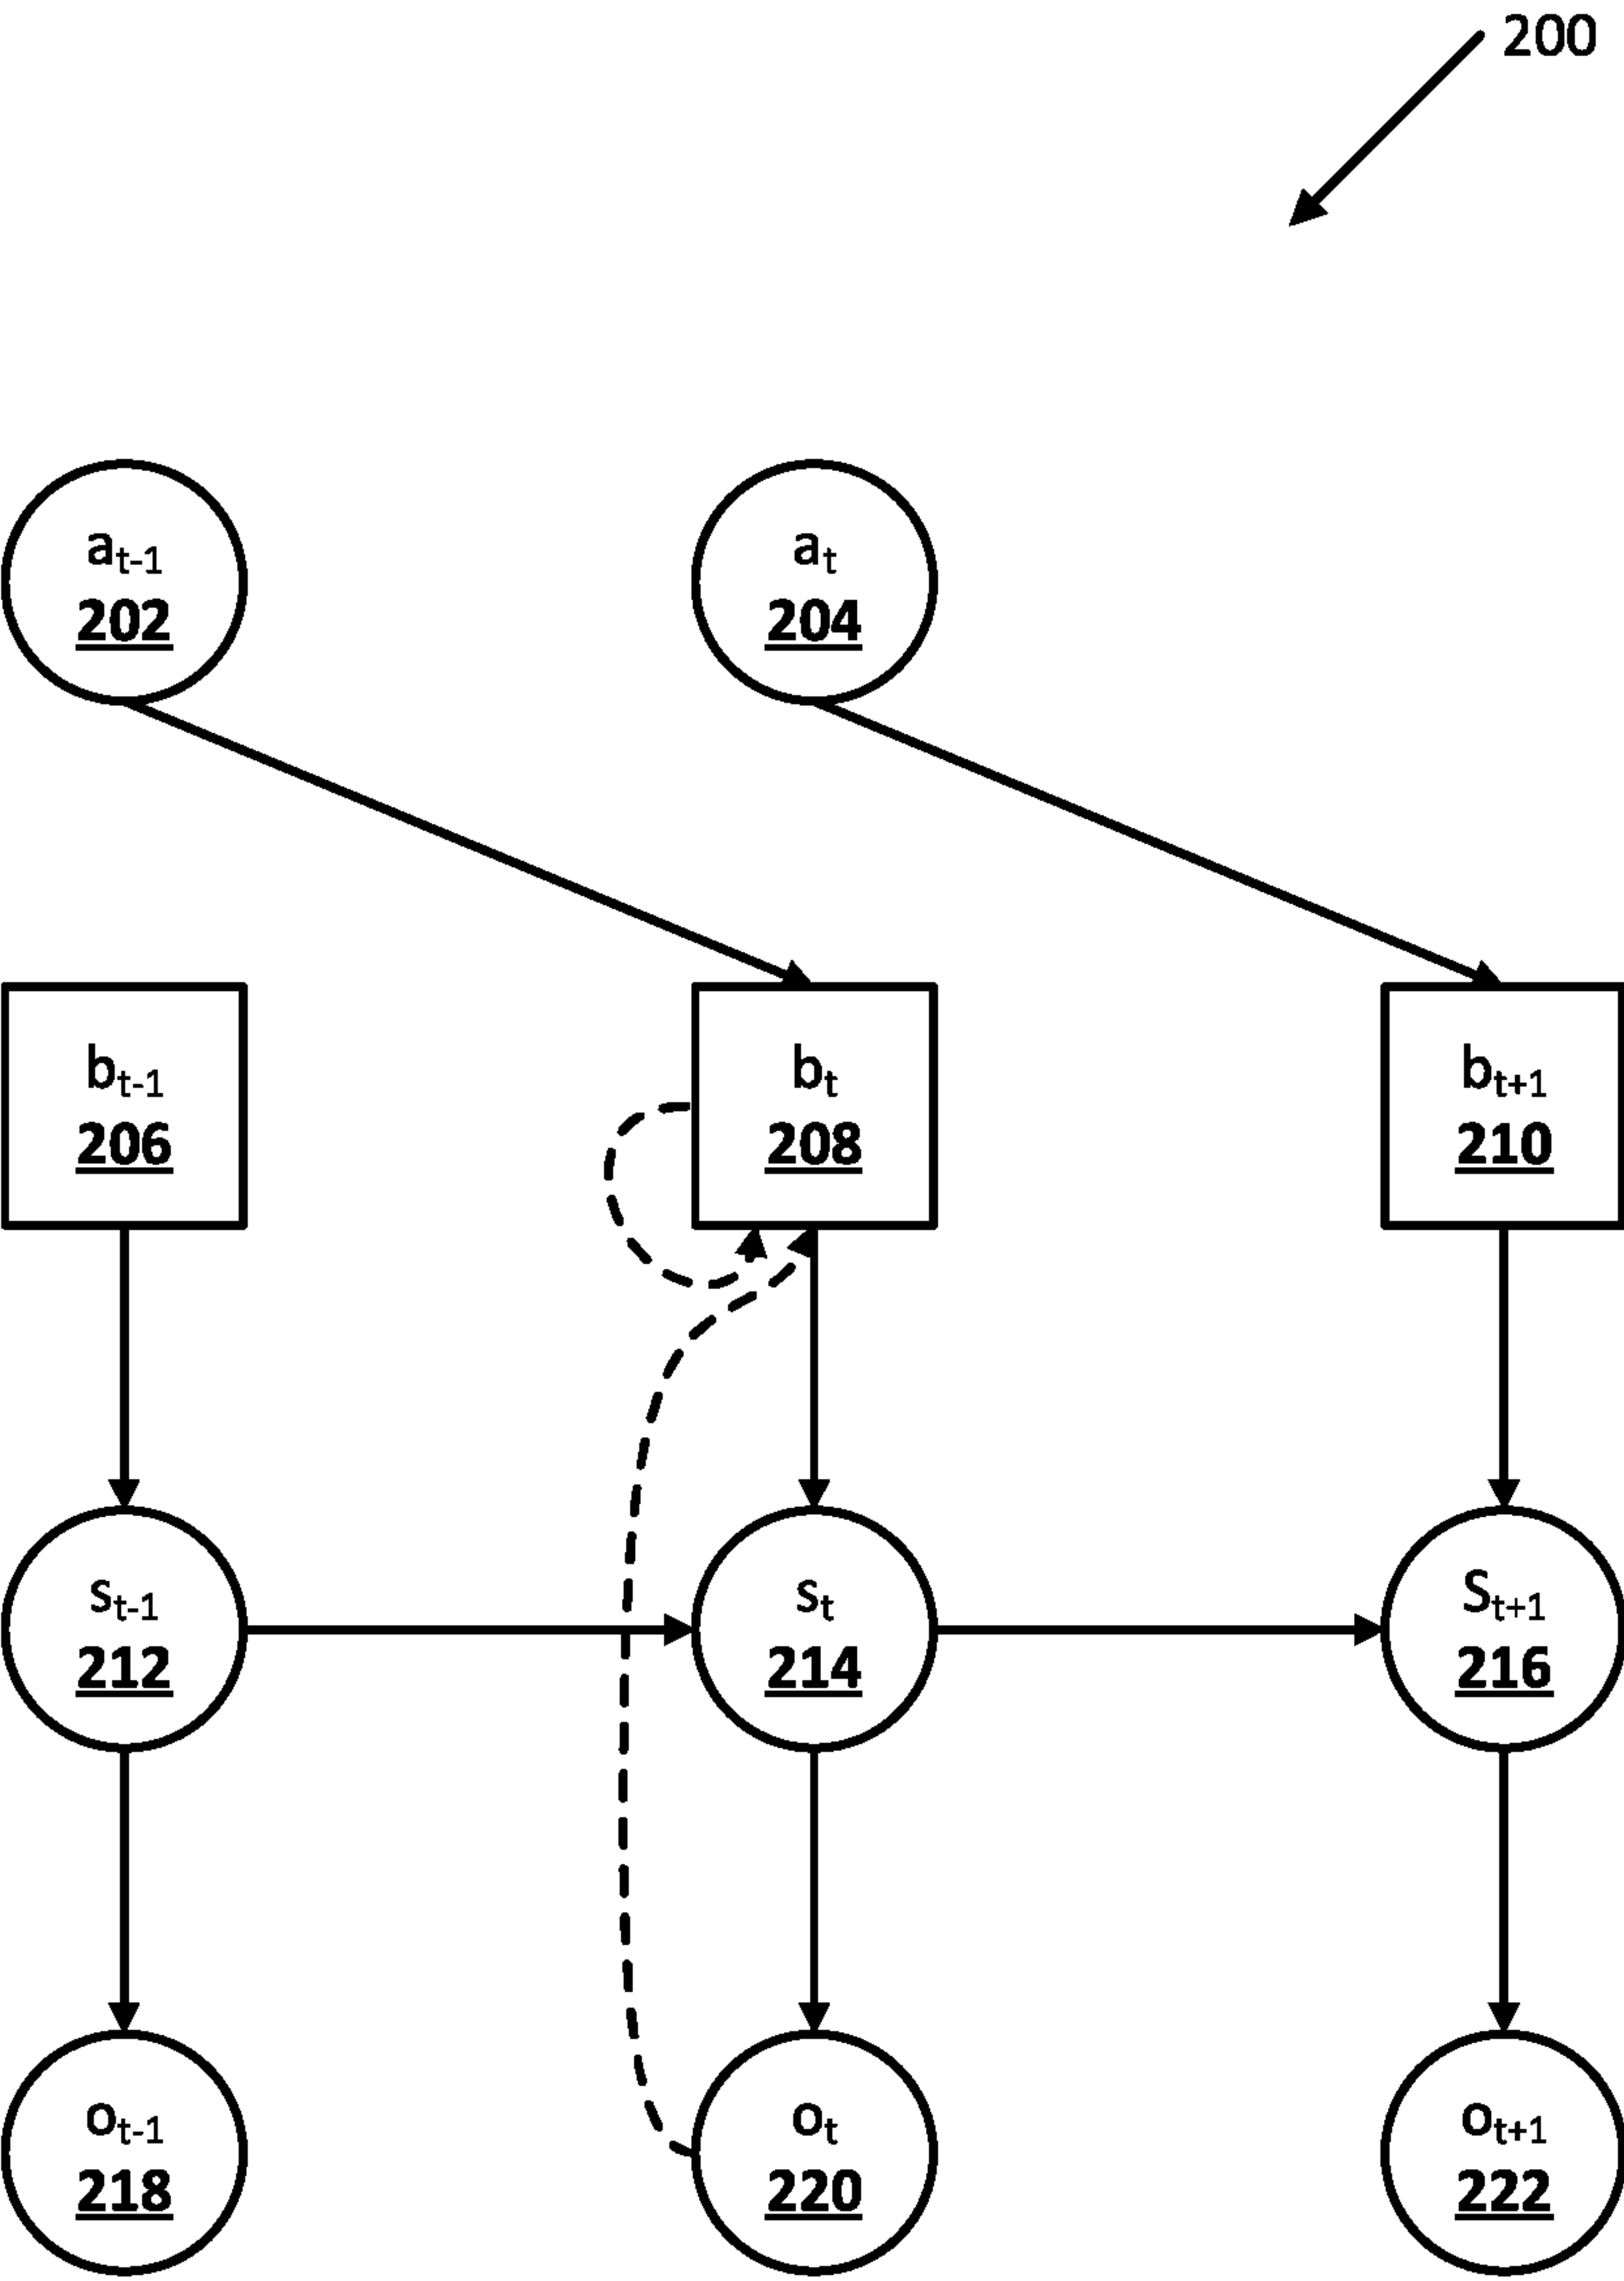 200
aₜ₋₁
202
aₜ
204
bₜ₋₁
206
bₜ
208
bₜ₊₁
210
sₜ₋₁
212
sₜ
214
Sₜ₊₁
216
oₜ₋₁
218
oₜ
220
oₜ₊₁
222